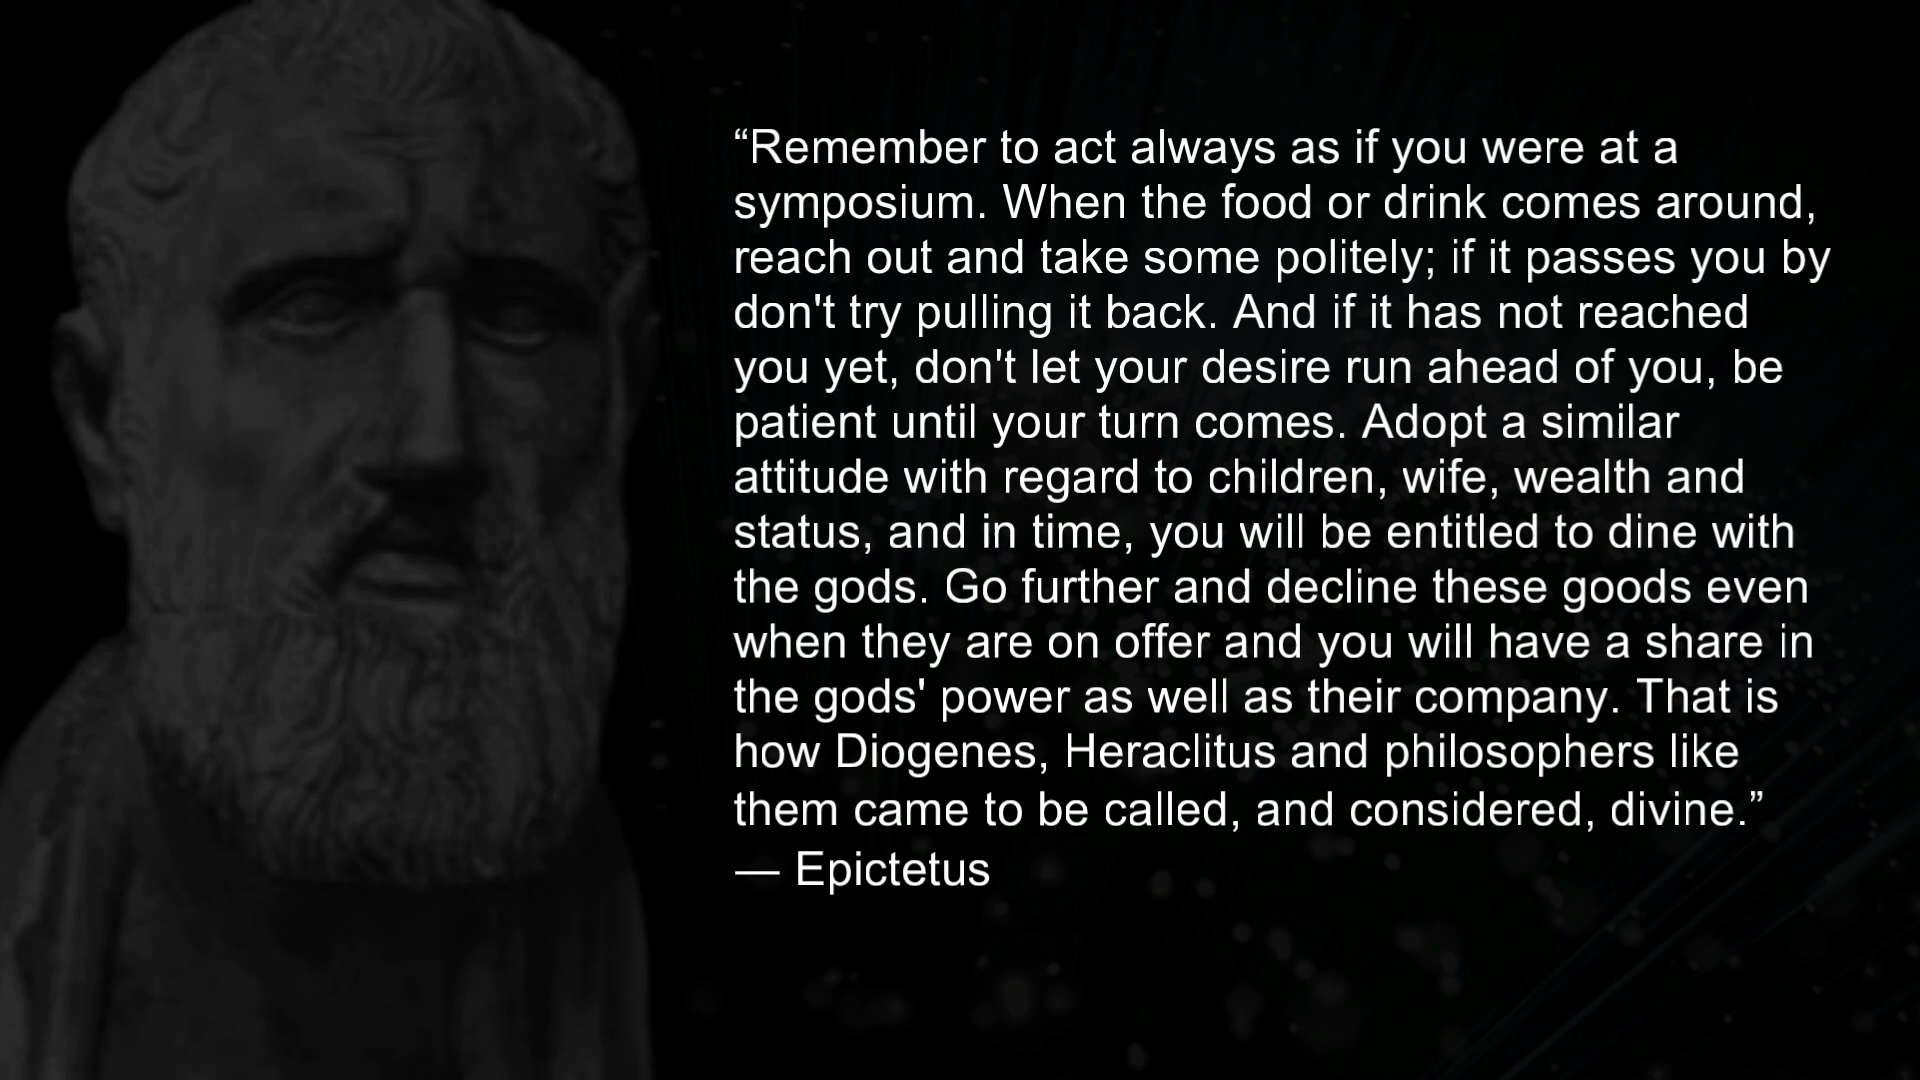 “Remember to act always as if you were at a
symposium. When the food or drink comes around,
reach out and take some politely; if it passes you by
don't try pulling it back. And if it has not reached
you yet, don't let your desire run ahead of you, be
patient until your turn comes. Adopt a similar
attitude with regard to children, wife, wealth and
status, and in time, you will be entitled to dine with
the gods. Go further and decline these goods even
when they are on offer and you will have a share in
the gods' power as well as their company. That is
how Diogenes, Heraclitus and philosophers like
them came to be called, and considered, divine.”
— Epictetus